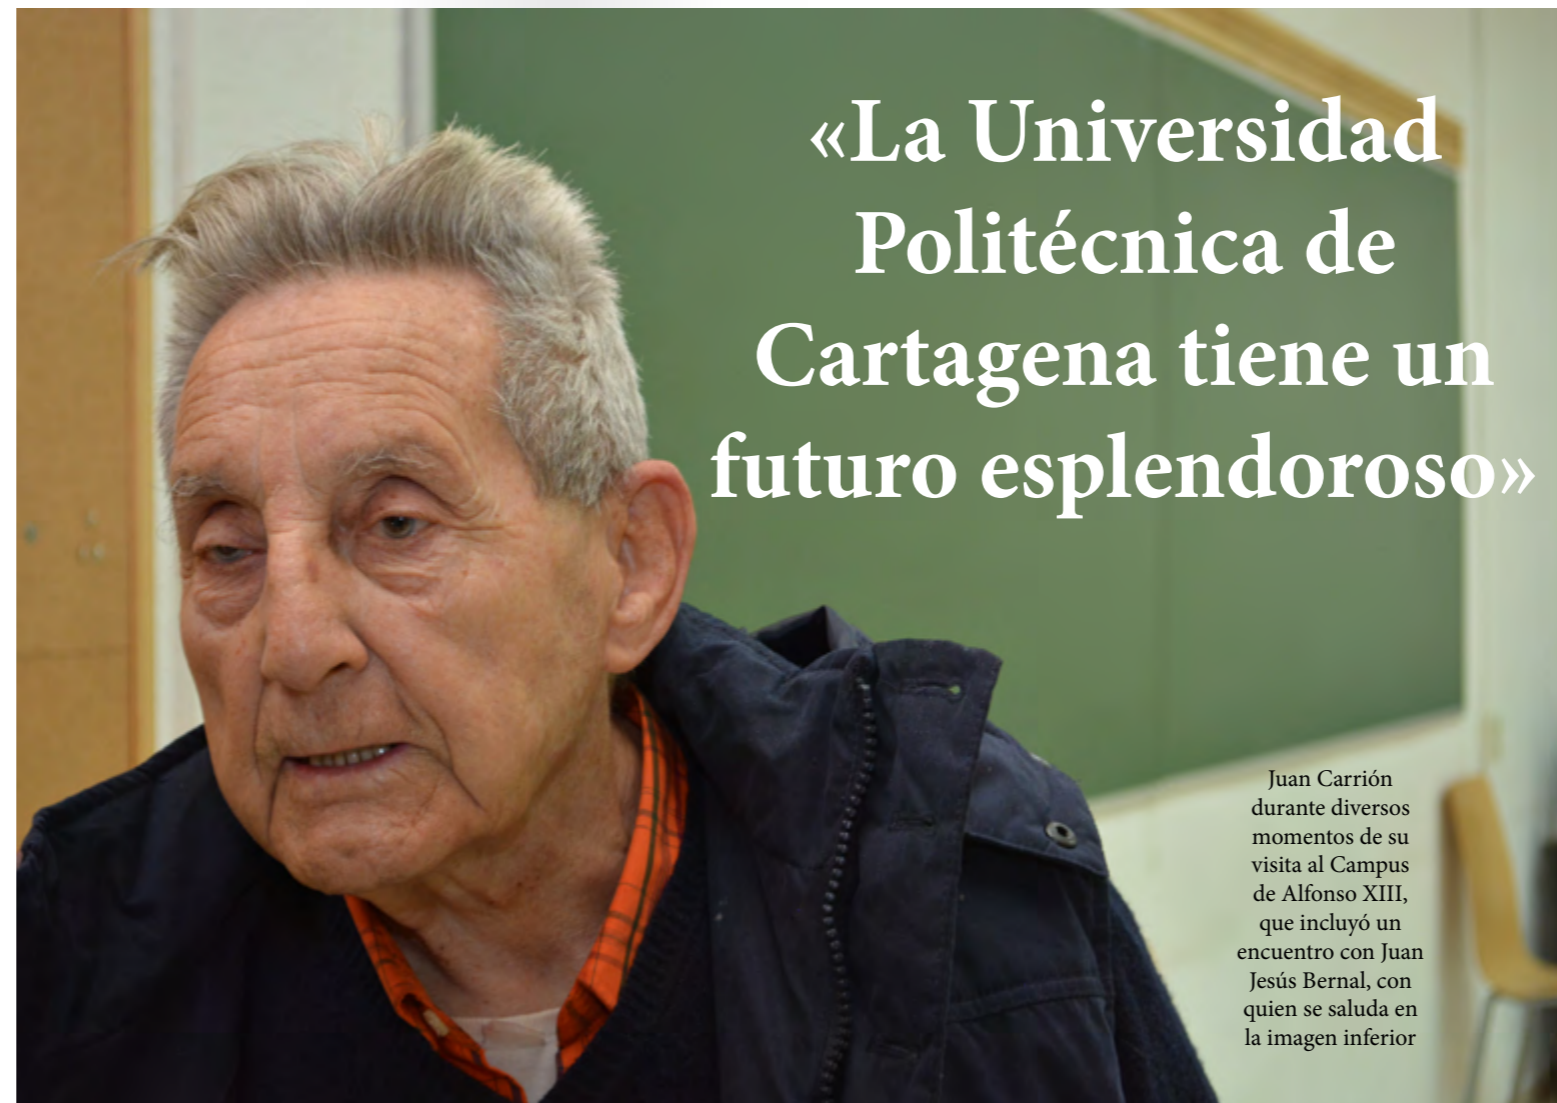 «La Universidad
Politécnica de
Cartagena tiene un
futuro esplendoroso»
Juan Carrión
durante diversos
momentos de su
visita al Campus
de Alfonso XIII,
que incluyó un
encuentro con Juan
Jesús Bernal, con
quien se saluda en
la imagen inferior